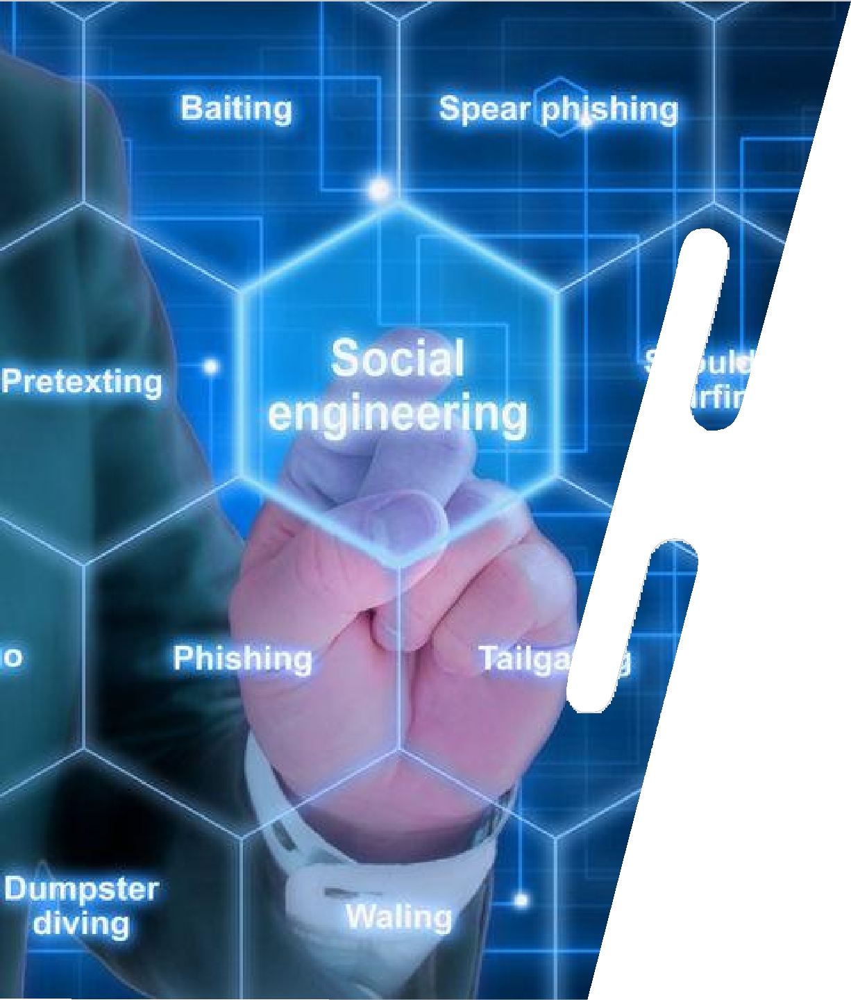 Baiting
Spear phishing
Social
engineering
Pretexting
Phishing
Dumpster
diving
Waling